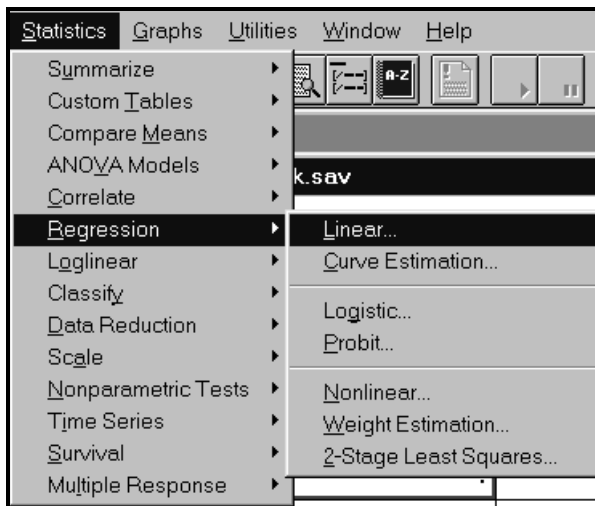 Statistics Graphs Utilities Window Help
Summarize
Custom Tables
Compare Means
ANOVA Models
Correlate
Regression
Loglinear
Classify
Data Reduction
Scale
Nonparametric Tests
Time Series
Survival
Multiple Response
A-Z
k.sav
Linear...
Curve Estimation...
Logistic...
Probit...
Nonlinear...
Weight Estimation...
2-Stage Least Squares...